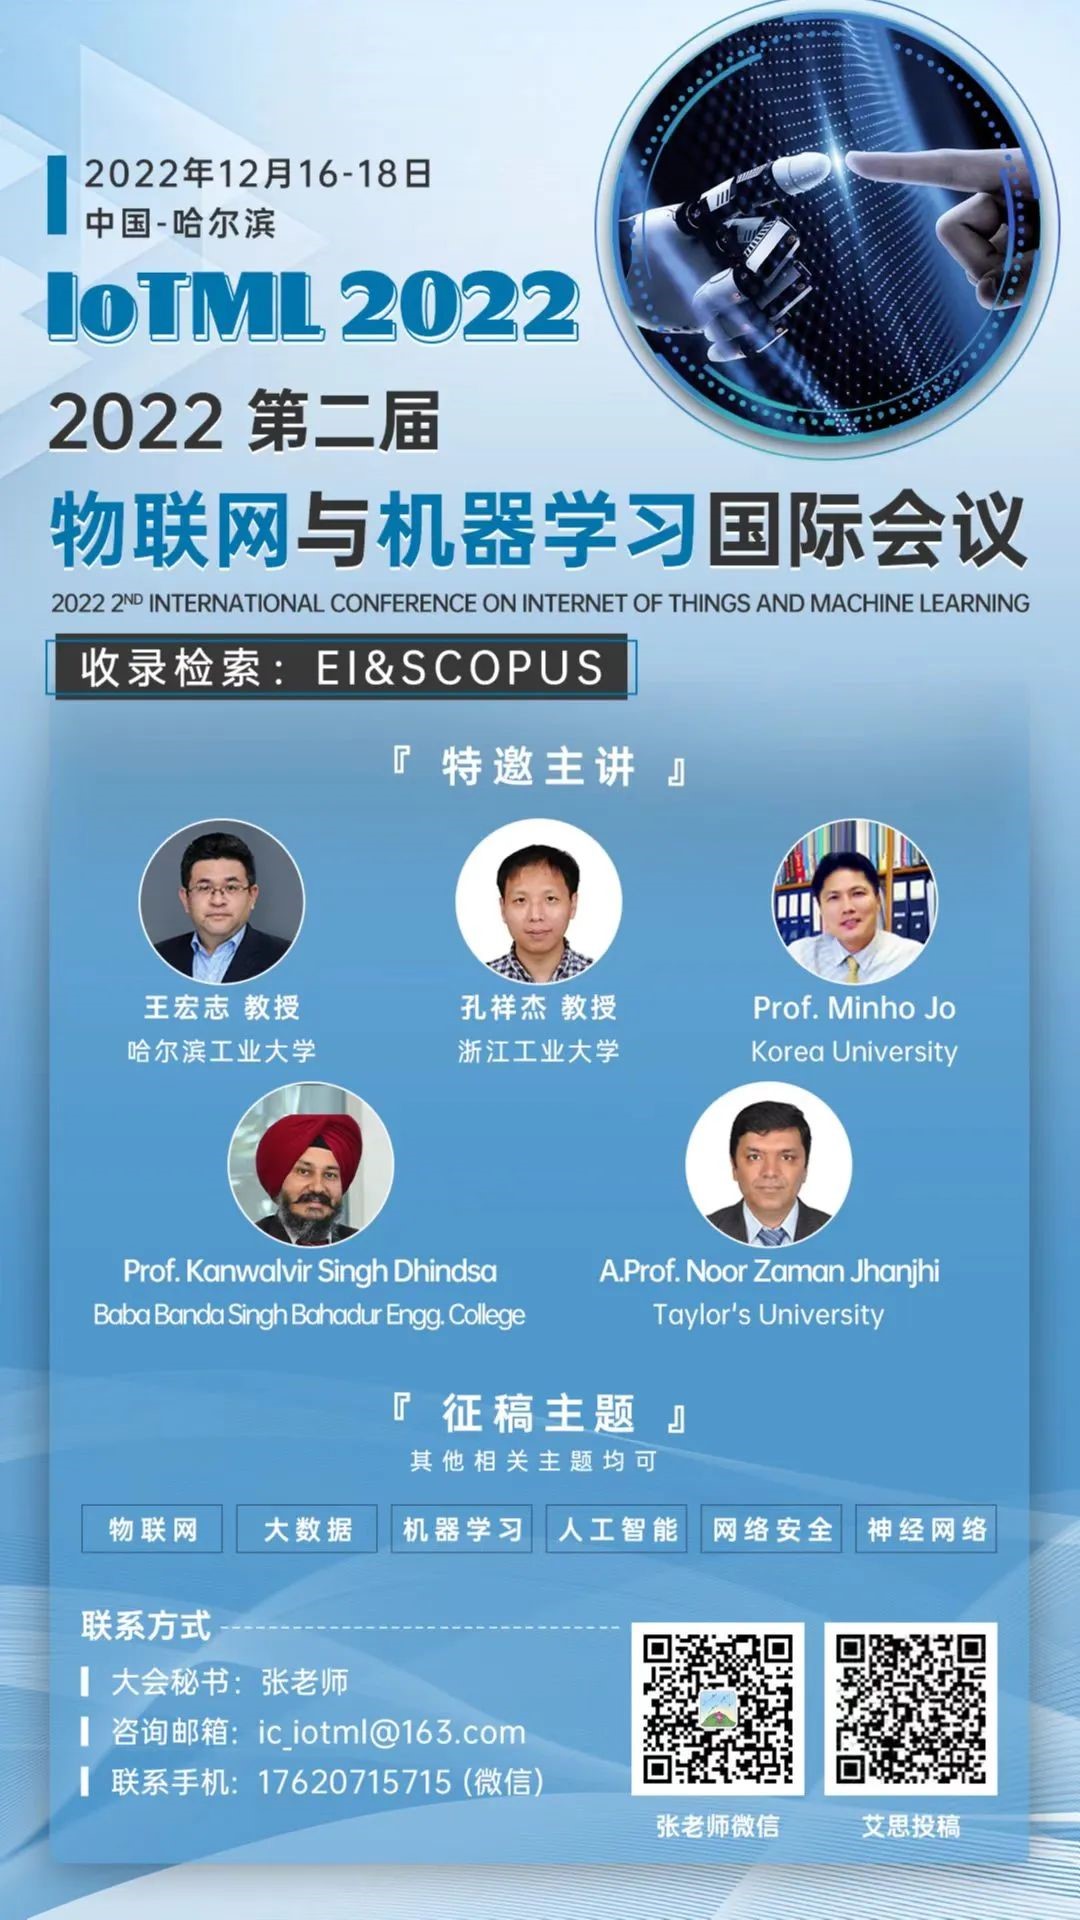 2022年12月16-18日
中国-哈尔滨
IoTML 2022
2022 第二届
物联网与机器学习国际会议
2022 2ND INTERNATIONAL CONFERENCE ON INTERNET OF THINGS AND MACHINE LEARNING
收录检索：EI&SCOPUS
『 特邀主讲 』
王宏志 教授
哈尔滨工业大学
孔祥杰 教授
浙江工业大学
Prof. Minho Jo
Korea University
Prof. Kanwalvir Singh Dhindsa
Baba Banda Singh Bahadur Engg. College
A.Prof. Noor Zaman Jhanjhi
Taylor's University
『 征稿主题 』
其他相关主题均可
物联网 大数据 机器学习 人工智能 网络安全 神经网络
联系方式
大会秘书：张老师
咨询邮箱：ic_iotml@163.com
联系手机：17620715715 (微信)
张老师微信
艾思投稿